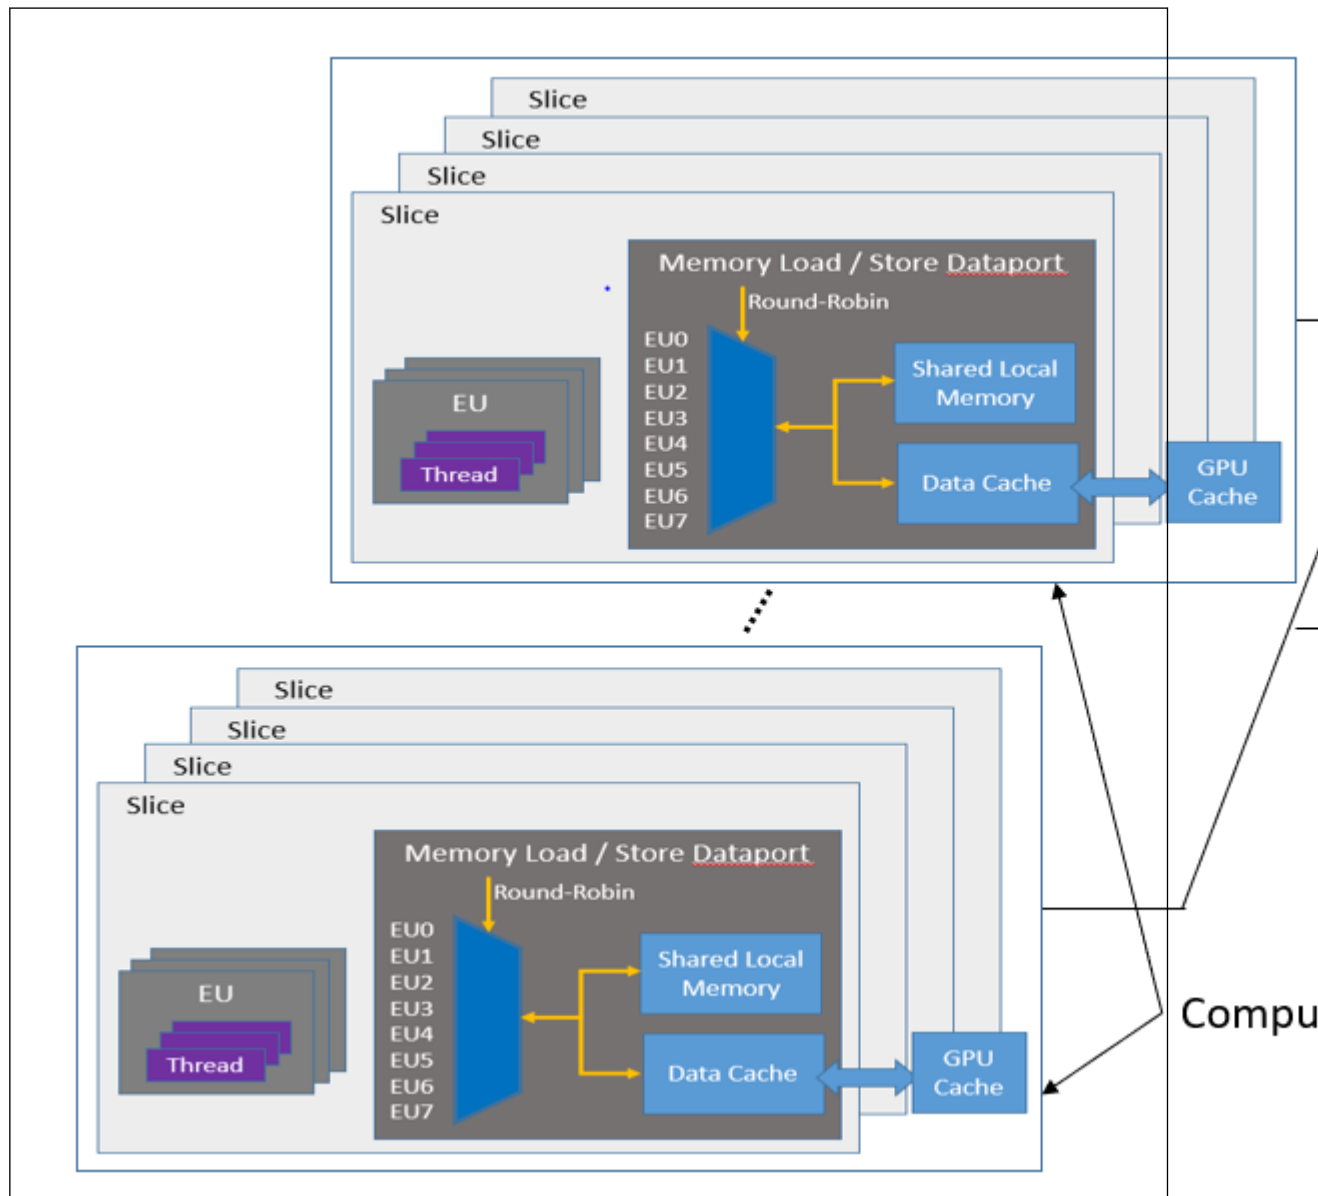 Slice
Slice
Slice
Slice
Memory Load / Store Dataport
Round-Robin
EU0
EU1
EU2
EU3
EU4
EU5
EU6
EU7
Shared Local
Memory
Data Cache
GPU
Cache
EU
Thread
Slice
Slice
Slice
Slice
Memory Load / Store Dataport
Round-Robin
EU0
EU1
EU2
EU3
EU4
EU5
EU6
EU7
Shared Local
Memory
Data Cache
GPU
Cache
EU
Thread
Compu